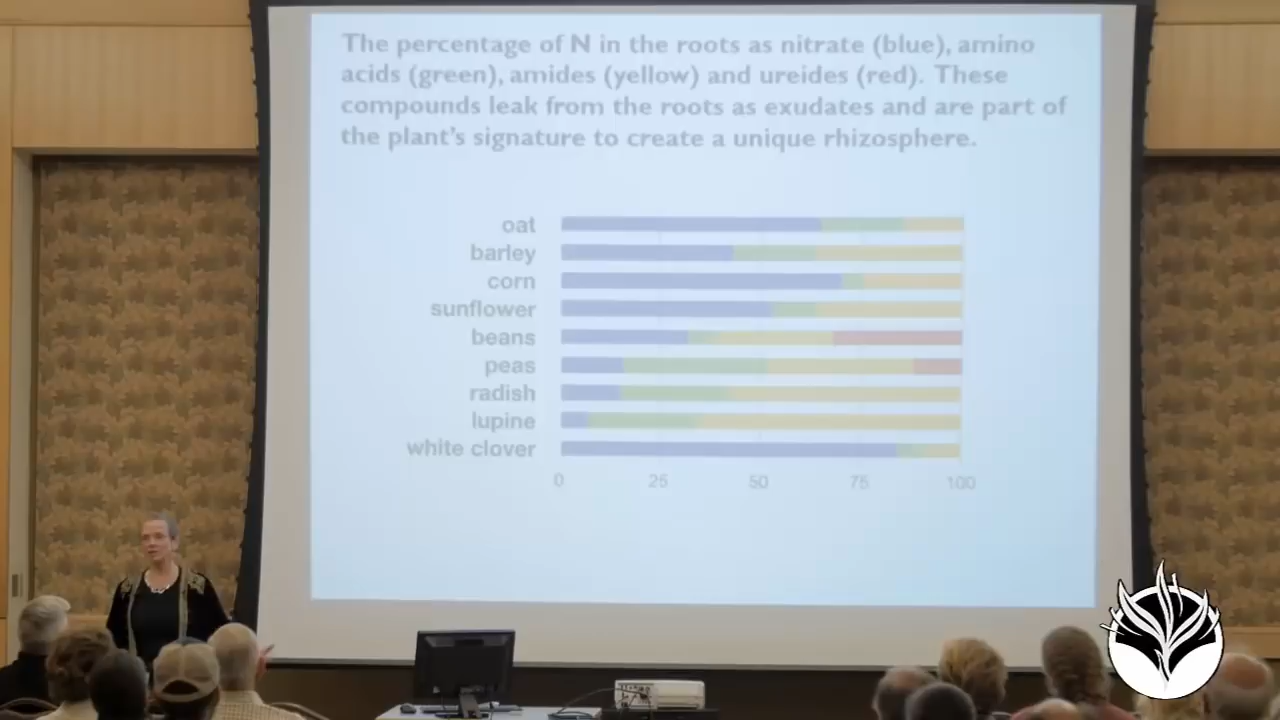 The percentage of N in the roots as nitrate (blue), amino
acids (green), amides (yellow) and ureides (red). These
compounds leak from the roots as exudates and are part of
the plant's signature to create a unique rhizosphere.
oat
barley
corn
sunflower
beans
peas
radish
lupine
white clover
0 25 50 75 100